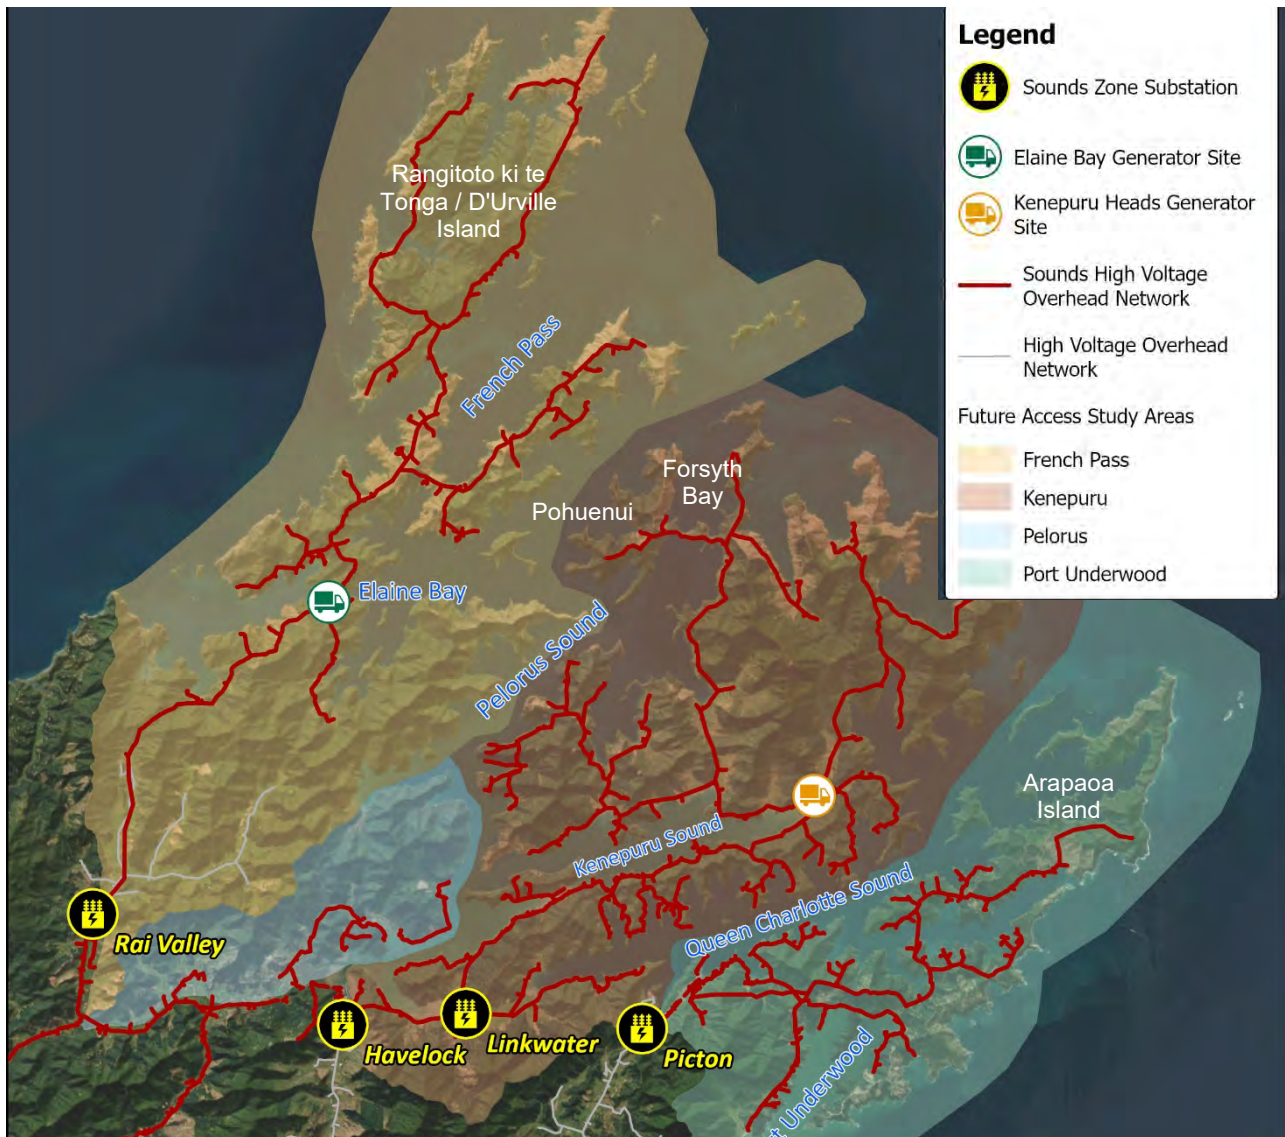 Legend
Sounds Zone Substation
Elaine Bay Generator Site
Kenepuru Heads Generator
Site
Sounds High Voltage
Overhead Network
High Voltage Overhead
Network
Future Access Study Areas
French Pass
Kenepuru
Pelorus
Port Underwood
Rangitoto ki te
Tonga / D'Urville
Island
French Pass
Forsyth
Bay
Pohuenui
Elaine Bay
Pelorus Sound
Arapaoa
Island
Kenepuru Sound
Queen Charlotte Sound
Rai Valley
Havelock
Linkwater
Picton
t Underwood